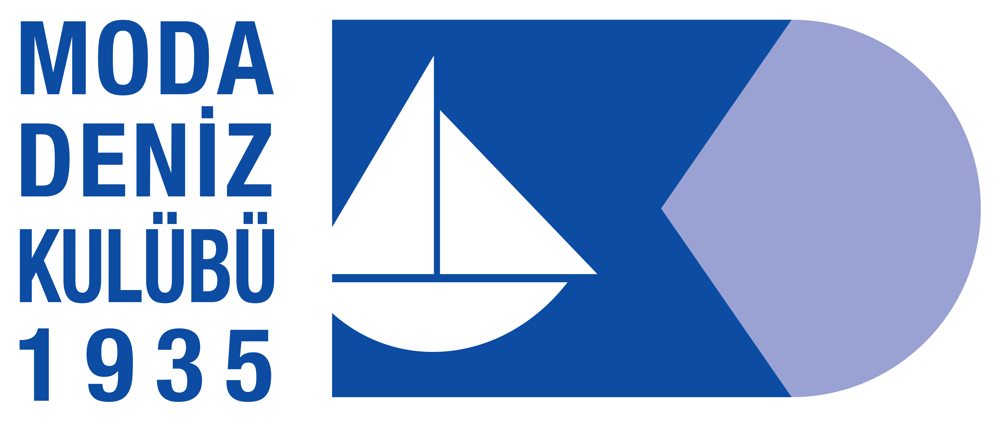 MODA
DENİZ
KULÜBÜ
1935